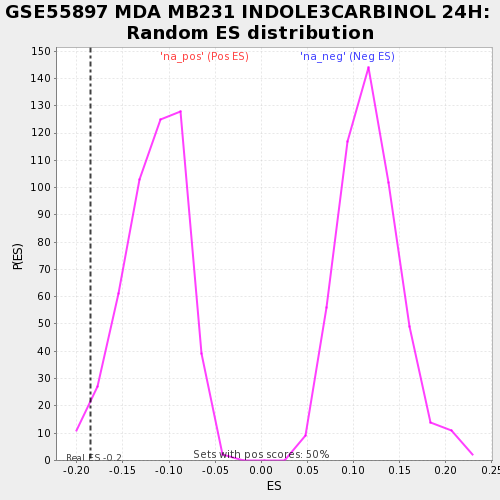 GSE55897 MDA MB231 INDOLE3CARBINOL 24H:
Random ES distribution
'na_pos' (Pos ES) 'na_neg' (Neg ES)
150
140
130
120
110
100
90
80
70
60
50
40
30
20
10
0
P(ES)
Real ES -0.2
Sets with pos scores: 50%
-0.20 -0.15 -0.10 -0.05 0.00 0.05 0.10 0.15 0.20 0.25
ES